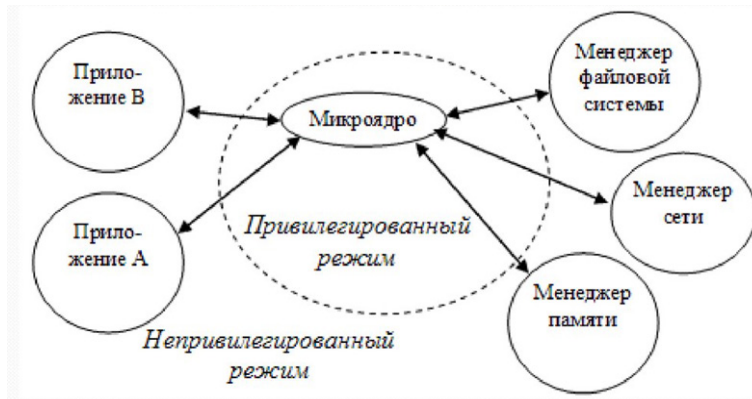 Прило-
жение В
Микроядро
Менеджер
файловой
системы
Прило-
жение А
Менеджер
сети
Привилегированный
режим
Менеджер
памяти
Непривилегированный
режим